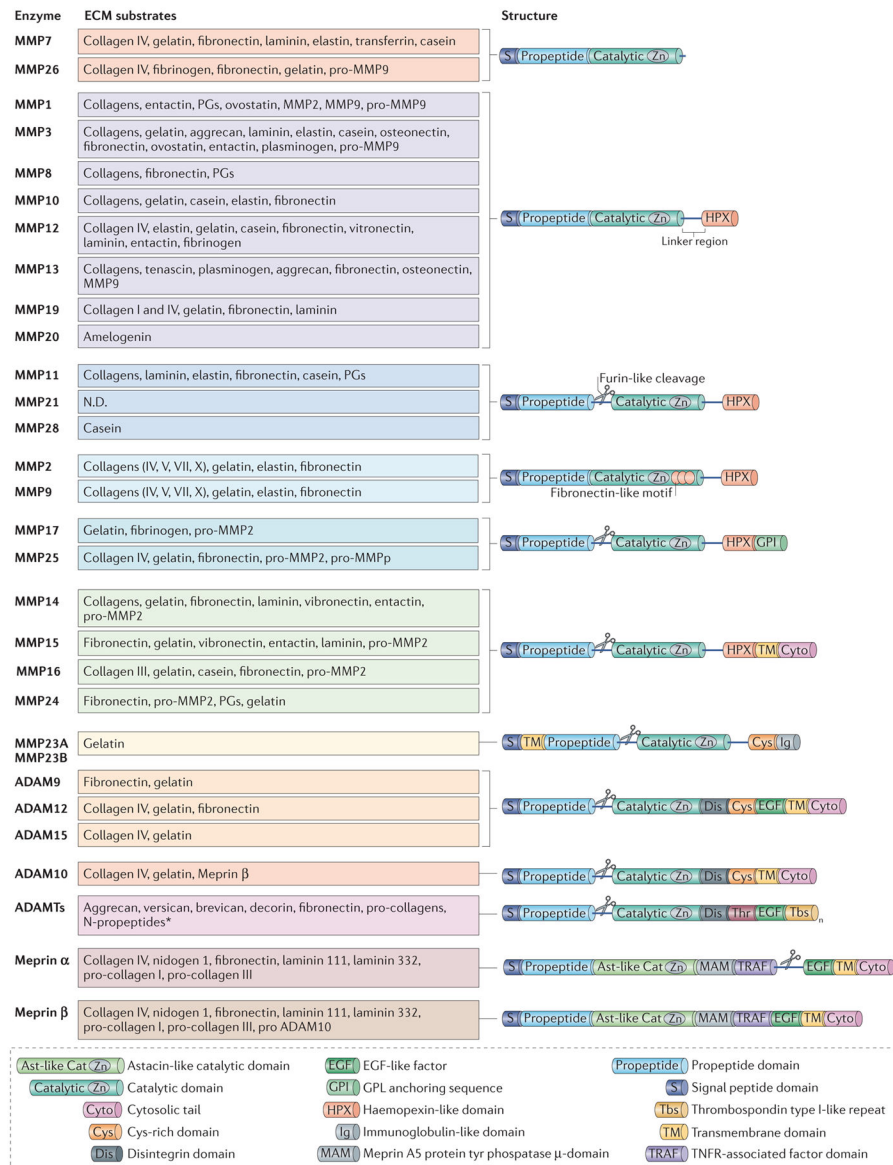 Enzyme ECM substrates Structure
MMP7 Collagen IV, gelatin, fibronectin, laminin, elastin, transferrin, casein
S Propeptide Catalytic Zn
MMP26 Collagen IV, fibrinogen, fibronectin, gelatin, pro-MMP9
MMP1 Collagens, entactin, PGs, ovostatin, MMP2, MMP9, pro-MMP9
MMP3 Collagens, gelatin, aggrecan, laminin, elastin, casein, osteonectin,
fibronectin, ovostatin, entactin, plasminogen, pro-MMP9
MMP8 Collagens, fibronectin, PGs
MMP10 Collagens, gelatin, casein, elastin, fibronectin
S Propeptide Catalytic Zn HPX
Linker region
MMP12 Collagen IV, elastin, gelatin, casein, fibronectin, vitronectin,
laminin, entactin, fibrinogen
MMP13 Collagens, tenascin, plasminogen, aggrecan, fibronectin, osteonectin,
MMP9
MMP19 Collagen I and IV, gelatin, fibronectin, laminin
MMP20 Amelogenin
MMP11 Collagens, laminin, elastin, fibronectin, casein, PGs
Furin-like cleavage
MMP21 N.D.
S Propeptide Catalytic Zn HPX
MMP28 Casein
MMP2 Collagens (IV, V, VII, X), gelatin, elastin, fibronectin
S Propeptide Catalytic Zn HPX
Fibronectin-like motif
MMP9 Collagens (IV, V, VII, X), gelatin, elastin, fibronectin
MMP17 Gelatin, fibrinogen, pro-MMP2
S Propeptide Catalytic Zn HPX GPI
MMP25 Collagen IV, gelatin, fibronectin, pro-MMP2, pro-MMPp
MMP14 Collagens, gelatin, fibronectin, laminin, vibronectin, entactin,
pro-MMP2
MMP15 Fibronectin, gelatin, vibronectin, entactin, laminin, pro-MMP2
S Propeptide Catalytic Zn HPX TM Cyto
MMP16 Collagen III, gelatin, casein, fibronectin, pro-MMP2
MMP24 Fibronectin, pro-MMP2, PGs, gelatin
MMP23A Gelatin
MMP23B
S TM Propeptide Catalytic Zn Cys Ig
ADAM9 Fibronectin, gelatin
ADAM12 Collagen IV, gelatin, fibronectin
S Propeptide Catalytic Zn Dis Cys EGF TM Cyto
ADAM15 Collagen IV, gelatin
ADAM10 Collagen IV, gelatin, Meprin β
S Propeptide Catalytic Zn Dis Cys TM Cyto
ADAMTs Aggrecan, versican, brevican, decorin, fibronectin, pro-collagens,
N-propeptides*
S Propeptide Catalytic Zn Dis Thr EGF Tbs n
Meprin α Collagen IV, nidogen 1, fibronectin, laminin 111, laminin 332,
pro-collagen I, pro-collagen III
S Propeptide Ast-like Cat Zn MAM TRAF EGF TM Cyto
Meprin β Collagen IV, nidogen 1, fibronectin, laminin 111, laminin 332,
pro-collagen I, pro-collagen III, pro ADAM10
S Propeptide Ast-like Cat Zn MAM TRAF EGF TM Cyto
Ast-like Cat Zn Astacin-like catalytic domain
Catalytic Zn Catalytic domain
Cyto Cytosolic tail
Cys Cys-rich domain
Dis Disintegrin domain
EGF EGF-like factor
GPI GPL anchoring sequence
HPX Haemopexin-like domain
Ig Immunoglobulin-like domain
MAM Meprin A5 protein tyr phospatase μ-domain
Propeptide Propeptide domain
S Signal peptide domain
Tbs Thrombospondin type I-like repeat
TM Transmembrane domain
TRAF TNFR-associated factor domain